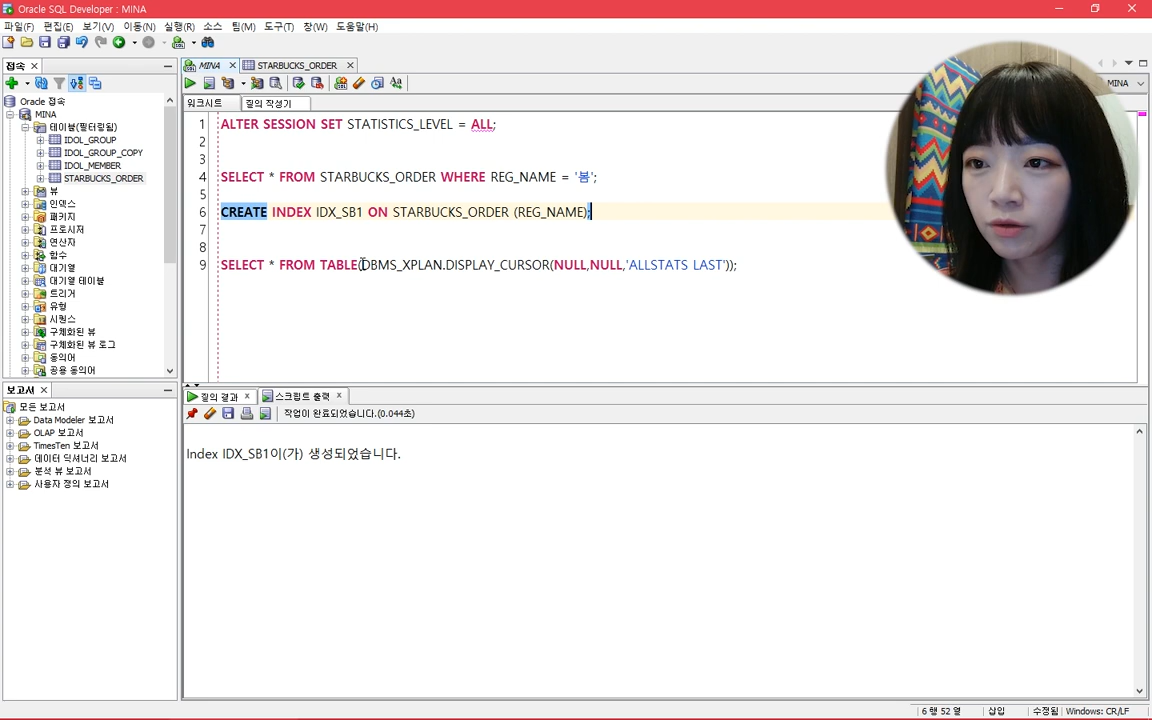 Oracle SQL Developer : MINA
파일(F) 편집(E) 보기(V) 이동(N) 실행(R) 소스 팀(M) 도구(T) 창(W) 도움말(H)
접속
MINA
STARBUCKS_ORDER
MINA
워크시트 질의 작성기
Oracle 접속
MINA
테이블(필터링됨)
IDOL_GROUP
IDOL_GROUP_COPY
IDOL_MEMBER
STARBUCKS_ORDER
뷰
인덱스
패키지
프로시저
연산자
함수
대기열
대기열 테이블
트리거
유형
시퀀스
구체화된 뷰
구체화된 뷰 로그
동의어
공용 동의어
1 ALTER SESSION SET STATISTICS_LEVEL = ALL;
2
3
4 SELECT * FROM STARBUCKS_ORDER WHERE REG_NAME = '봄';
5
6 CREATE INDEX IDX_SB1 ON STARBUCKS_ORDER (REG_NAME);
7
8
9 SELECT * FROM TABLE(DBMS_XPLAN.DISPLAY_CURSOR(NULL,NULL,'ALLSTATS LAST'));
보고서
모든 보고서
Data Modeler 보고서
OLAP 보고서
TimesTen 보고서
데이터 딕셔너리 보고서
분석 뷰 보고서
사용자 정의 보고서
질의 결과 스크립트 출력
작업이 완료되었습니다.(0.044초)
Index IDX_SB1이(가) 생성되었습니다.
6 행 52 열 삽입 수정됨 Windows: CR/LF